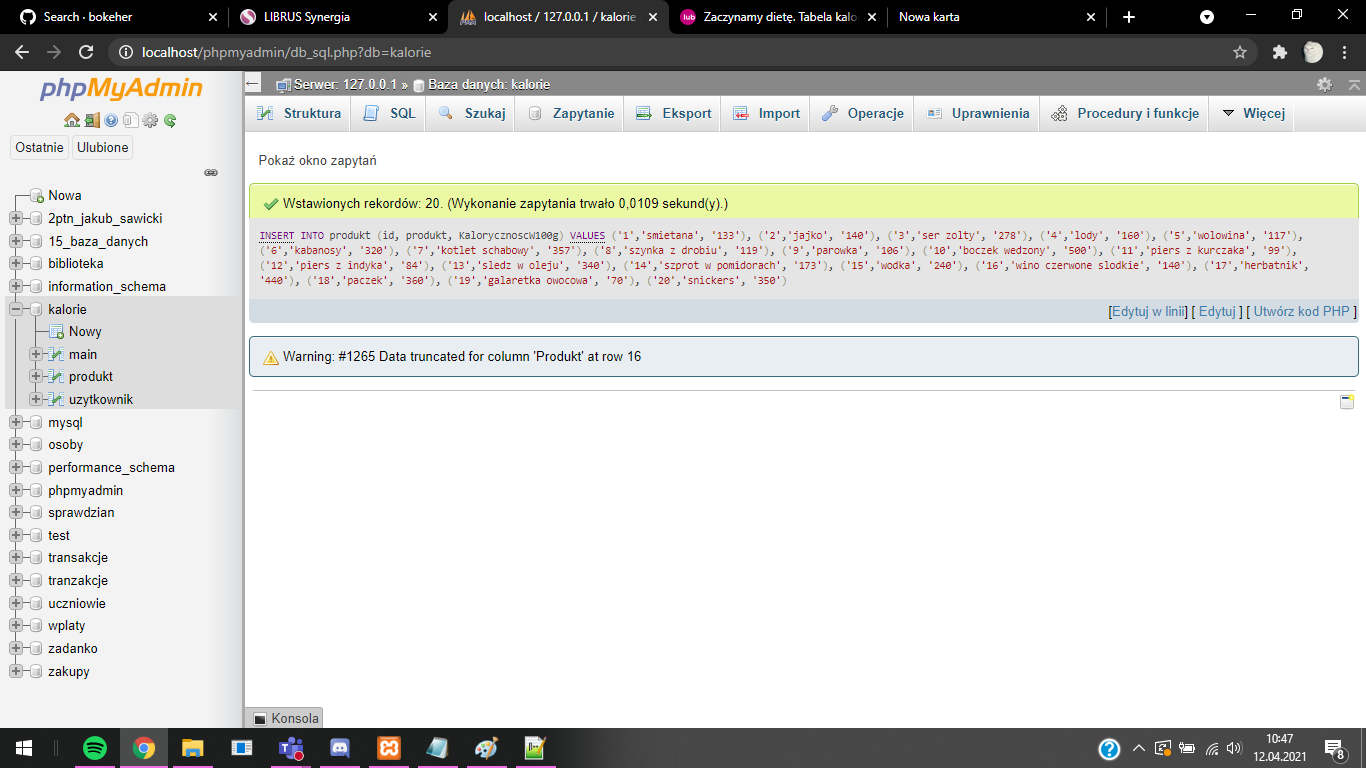 Search · bokeher
LIBRUS Synergia
localhost / 127.0.0.1 / kalorie
lub Zaczynamy dietę. Tabela kalo
Nowa karta
localhost/phpmyadmin/db_sql.php?db=kalorie
phpMyAdmin
Ostatnie Ulubione
Nowa
2ptn_jakub_sawicki
15_baza_danych
biblioteka
information_schema
kalorie
Nowy
main
produkt
uzytkownik
mysql
osoby
performance_schema
phpmyadmin
sprawdzian
test
transakcje
tranzakcje
uczniowie
wplaty
zadanko
zakupy
Serwer: 127.0.0.1 » Baza danych: kalorie
Struktura SQL Szukaj Zapytanie Eksport Import Operacje Uprawnienia Procedury i funkcje Więcej
Pokaż okno zapytań
Wstawionych rekordów: 20. (Wykonanie zapytania trwało 0,0109 sekund(y).)
INSERT INTO produkt (id, produkt, KalorycznoscW100g) VALUES ('1','smietana', '133'), ('2','jajko', '140'), ('3','ser zolty', '278'), ('4','lody', '160'), ('5','wolowina', '117'),
('6','kabanosy', '320'), ('7','kotlet schabowy', '357'), ('8','szynka z drobiu', '119'), ('9','parowka', '106'), ('10','boczek wedzony', '500'), ('11','piers z kurczaka', '99'),
('12','piers z indyka', '84'), ('13','sledz w oleju', '340'), ('14','szprot w pomidorach', '173'), ('15','wodka', '240'), ('16','wino czerwone slodkie', '140'), ('17','herbatnik',
'440'), ('18','paczek', '360'), ('19','galaretka owocowa', '70'), ('20','snickers', '350')
[Edytuj w linii] [ Edytuj ] [ Utwórz kod PHP ]
Warning: #1265 Data truncated for column 'Produkt' at row 16
Konsola
10:47
12.04.2021
8